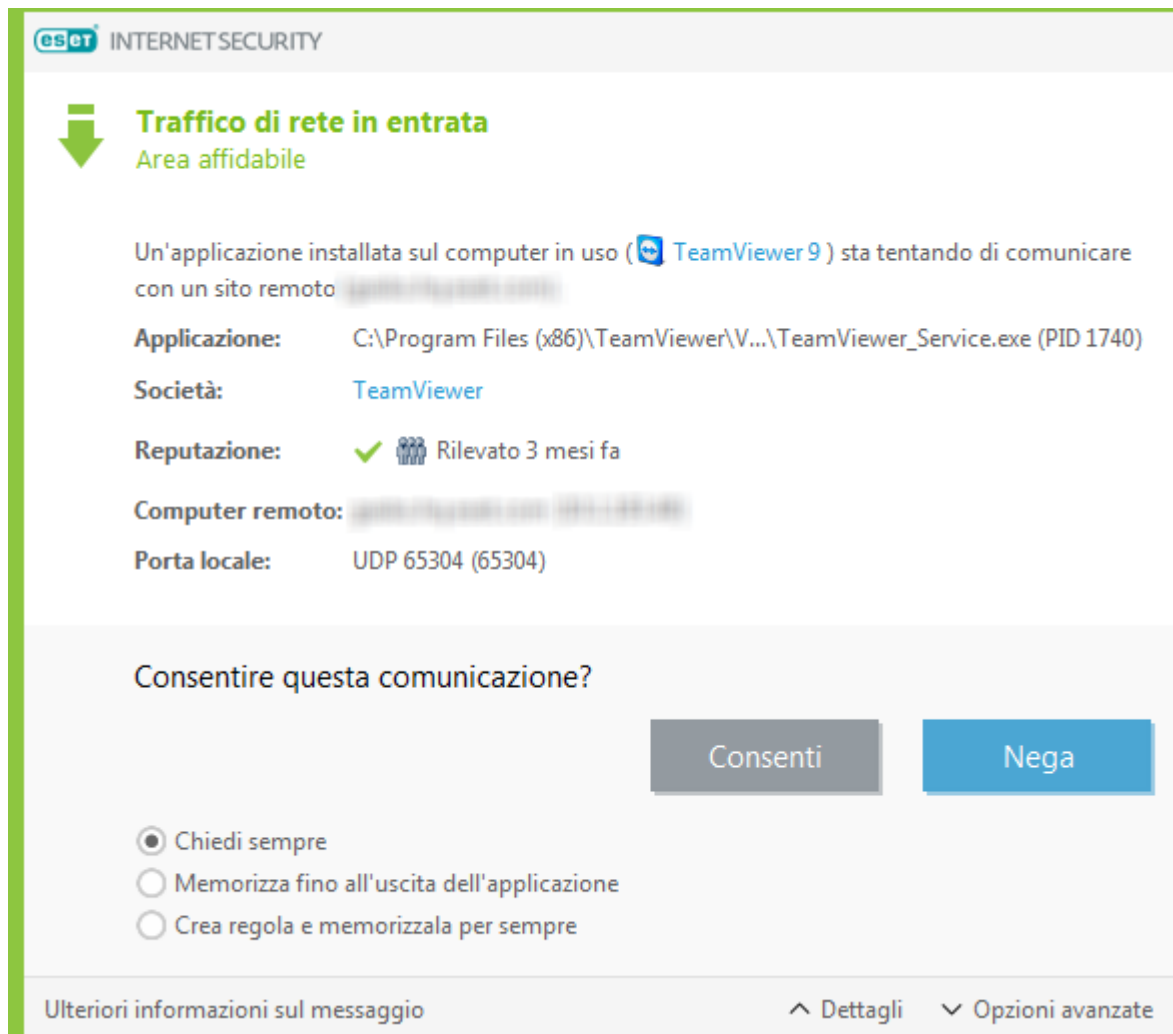 eset INTERNET SECURITY
Traffico di rete in entrata
Area affidabile
Un'applicazione installata sul computer in uso ( TeamViewer 9 ) sta tentando di comunicare
con un sito remoto
Applicazione: C:\Program Files (x86)\TeamViewer\V...\TeamViewer_Service.exe (PID 1740)
Società: TeamViewer
Reputazione: Rilevato 3 mesi fa
Computer remoto:
Porta locale: UDP 65304 (65304)
Consentire questa comunicazione?
Consenti Nega
Chiedi sempre
Memorizza fino all'uscita dell'applicazione
Crea regola e memorizzala per sempre
Ulteriori informazioni sul messaggio Dettagli Opzioni avanzate